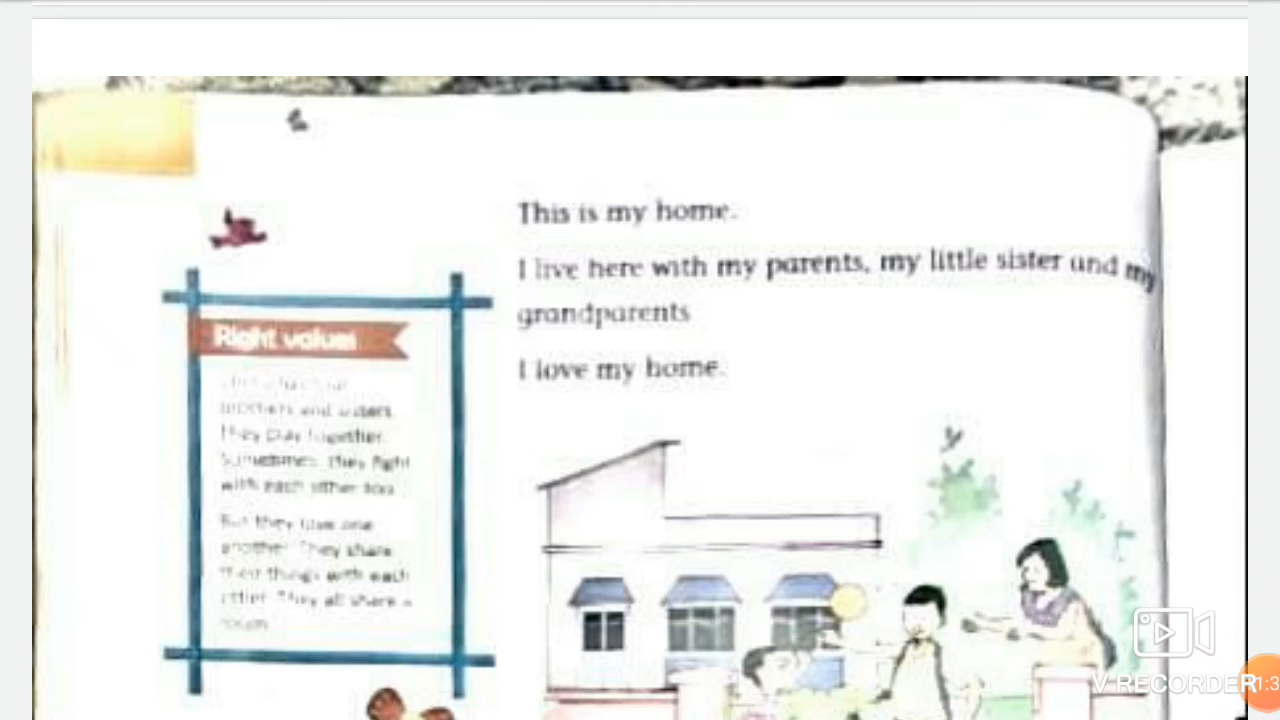 This is my home.
I live here with my parents, my little sister and my
grandparents
I love my home.
Right values
brothers and sisters
They play together.
Sometimes they fight
with each other too
But they love one
another. They share
their things with each
other. They all share a
room
V RECORDER